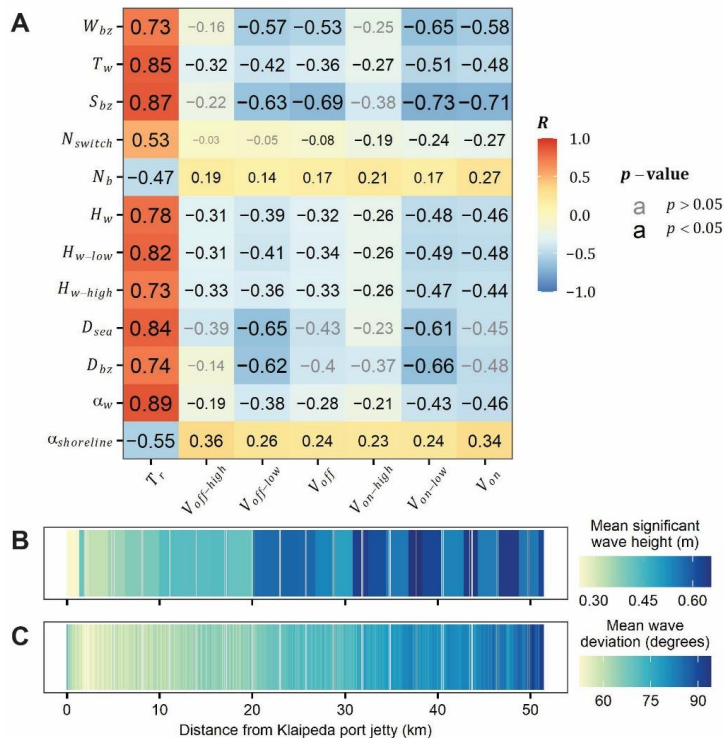 A
W_bz 0.73 −0.16 −0.57 −0.53 −0.25 −0.65 −0.58
T_w 0.85 −0.32 −0.42 −0.36 −0.27 −0.51 −0.48
S_bz 0.87 −0.22 −0.63 −0.69 −0.38 −0.73 −0.71
N_switch 0.53 −0.03 −0.05 −0.08 −0.19 −0.24 −0.27
N_b −0.47 0.19 0.14 0.17 0.21 0.17 0.27
H_w 0.78 −0.31 −0.39 −0.32 −0.26 −0.48 −0.46
H_w−low 0.82 −0.31 −0.41 −0.34 −0.26 −0.49 −0.48
H_w−high 0.73 −0.33 −0.36 −0.33 −0.26 −0.47 −0.44
D_sea 0.84 −0.39 −0.65 −0.43 −0.23 −0.61 −0.45
D_bz 0.74 −0.14 −0.62 −0.4 −0.37 −0.66 −0.48
α_w 0.89 −0.19 −0.38 −0.28 −0.21 −0.43 −0.46
α_shoreline −0.55 0.36 0.26 0.24 0.23 0.24 0.34
T_r V_off−high V_off−low V_off V_on−high V_on−low V_on
R
1.0
0.5
0.0
−0.5
−1.0
p − value
a p > 0.05
a p < 0.05
B
Mean significant
wave height (m)
0.30 0.45 0.60
C
Mean wave
deviation (degrees)
60 75 90
0 10 20 30 40 50
Distance from Klaipeda port jetty (km)